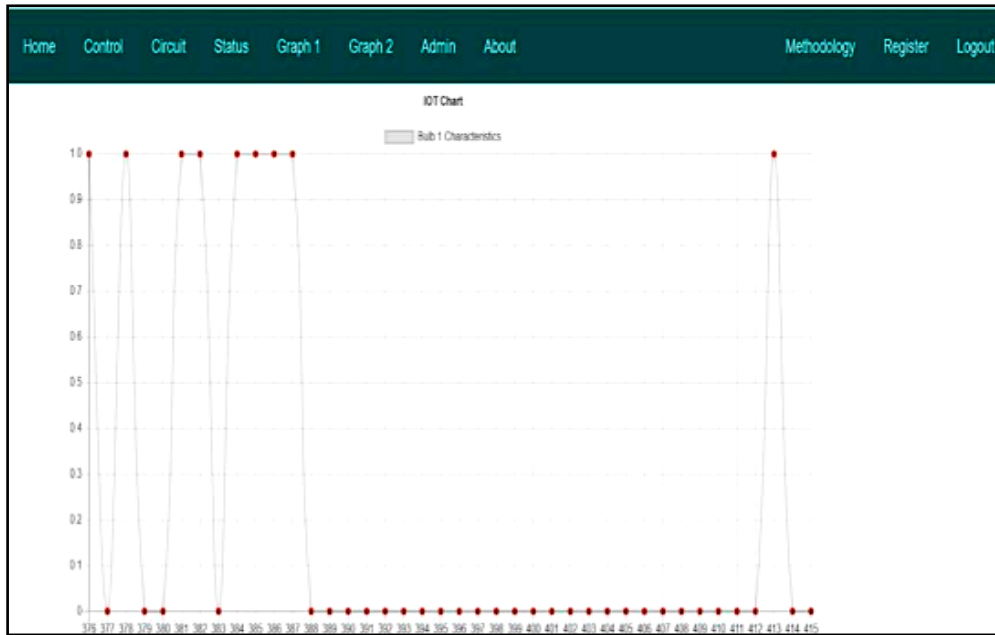 Home Control Circuit Status Graph 1 Graph 2 Admin About Methodology Register Logout
IOT Chart
Bulb 1 Characteristics
1.0
0.9
0.8
0.7
0.6
0.5
0.4
0.3
0.2
0.1
0
376 377 378 379 380 381 382 383 384 385 386 387 388 389 390 391 392 393 394 395 396 397 398 399 400 401 402 403 404 405 406 407 408 409 410 411 412 413 414 415